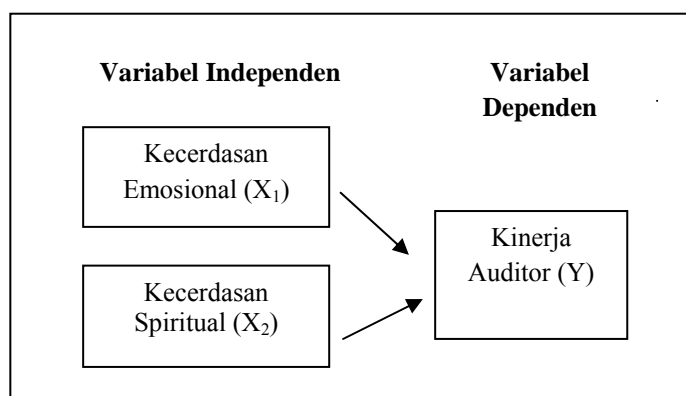 Variabel Independen
Variabel
Dependen
Kecerdasan
Emosional (X₁)
Kecerdasan
Spiritual (X₂)
Kinerja
Auditor (Y)